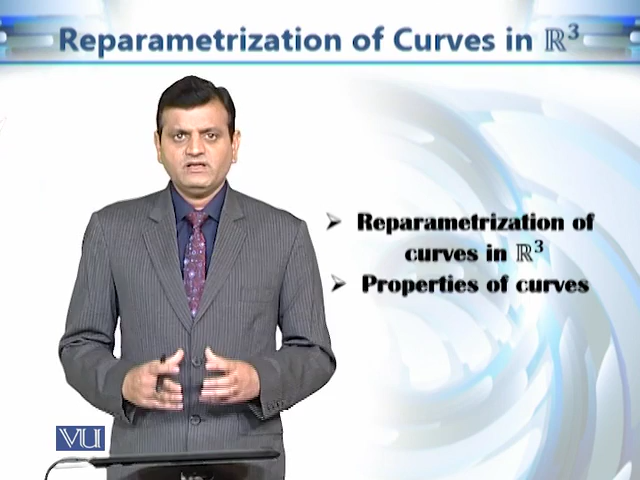 Reparametrization of Curves in ℝ³
➢ Reparametrization of
curves in ℝ³
➢ Properties of curves
VU